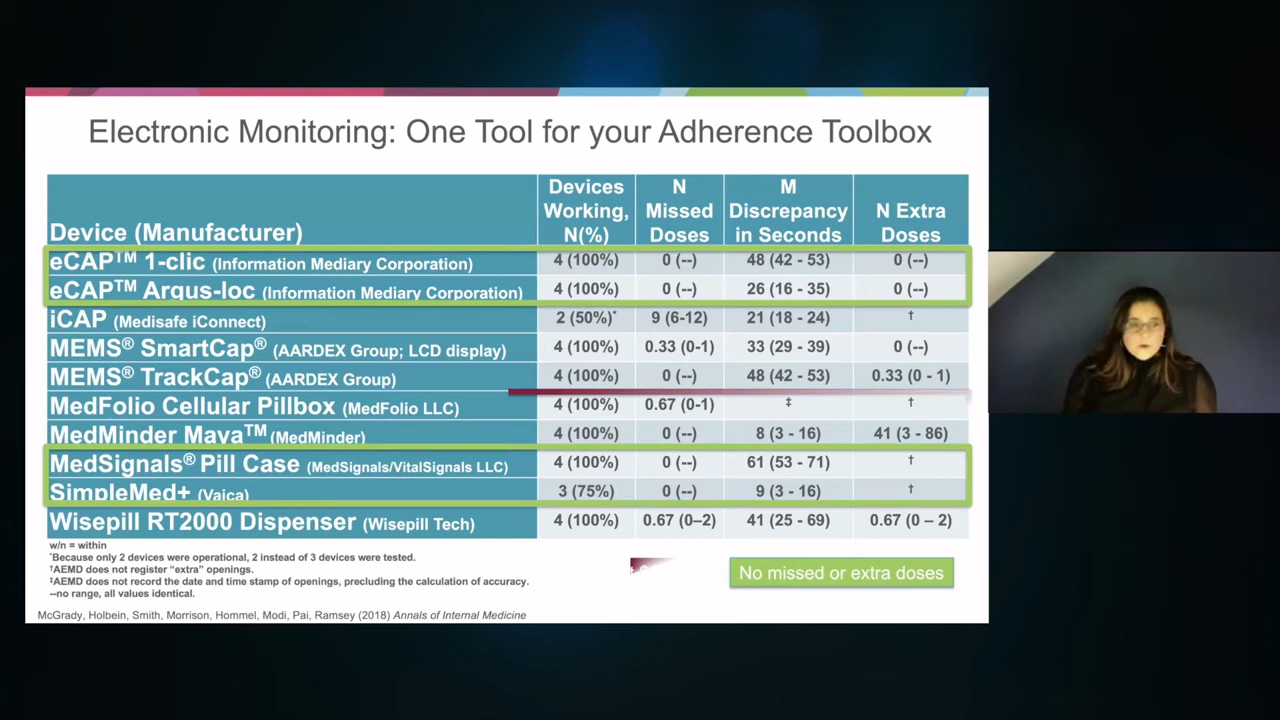 Electronic Monitoring: One Tool for your Adherence Toolbox
Device (Manufacturer) Devices Working, N(%) N Missed Doses M Discrepancy in Seconds N Extra Doses
eCAP™ 1-clic (Information Mediary Corporation) 4 (100%) 0 (--) 48 (42 - 53) 0 (--)
eCAP™ Argus-loc (Information Mediary Corporation) 4 (100%) 0 (--) 26 (16 - 35) 0 (--)
iCAP (Medisafe iConnect) 2 (50%)* 9 (6-12) 21 (18 - 24) †
MEMS® SmartCap® (AARDEX Group; LCD display) 4 (100%) 0.33 (0-1) 33 (29 - 39) 0 (--)
MEMS® TrackCap® (AARDEX Group) 4 (100%) 0 (--) 48 (42 - 53) 0.33 (0 - 1)
MedFolio Cellular Pillbox (MedFolio LLC) 4 (100%) 0.67 (0-1) ‡ †
MedMinder Maya™ (MedMinder) 4 (100%) 0 (--) 8 (3 - 16) 41 (3 - 86)
MedSignals® Pill Case (MedSignals/VitalSignals LLC) 4 (100%) 0 (--) 61 (53 - 71) †
SimpleMed+ (Vaica) 3 (75%) 0 (--) 9 (3 - 16) †
Wisepill RT2000 Dispenser (Wisepill Tech) 4 (100%) 0.67 (0–2) 41 (25 - 69) 0.67 (0 – 2)
w/n = within
*Because only 2 devices were operational, 2 instead of 3 devices were tested.
†AEMD does not register “extra” openings.
‡AEMD does not record the date and time stamp of openings, precluding the calculation of accuracy.
--no range, all values identical.
No missed or extra doses
McGrady, Holbein, Smith, Morrison, Hommel, Modi, Pai, Ramsey (2018) Annals of Internal Medicine